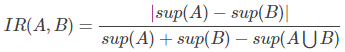 IR(A, B) = |sup(A) − sup(B)| / sup(A) + sup(B) − sup(A ⋃ B)